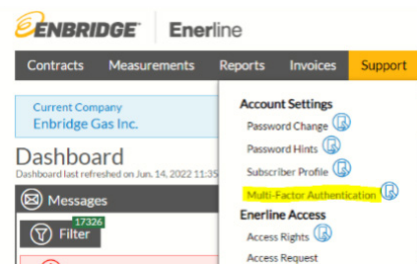 ENBRIDGE Enerline
Contracts Measurements Reports Invoices Support
Current Company
Enbridge Gas Inc.
Dashboard
Dashboard last refreshed on Jun. 14, 2022 11:35
Messages
17326
Filter
Account Settings
Password Change
Password Hints
Subscriber Profile
Multi-Factor Authentication
Enerline Access
Access Rights
Access Request